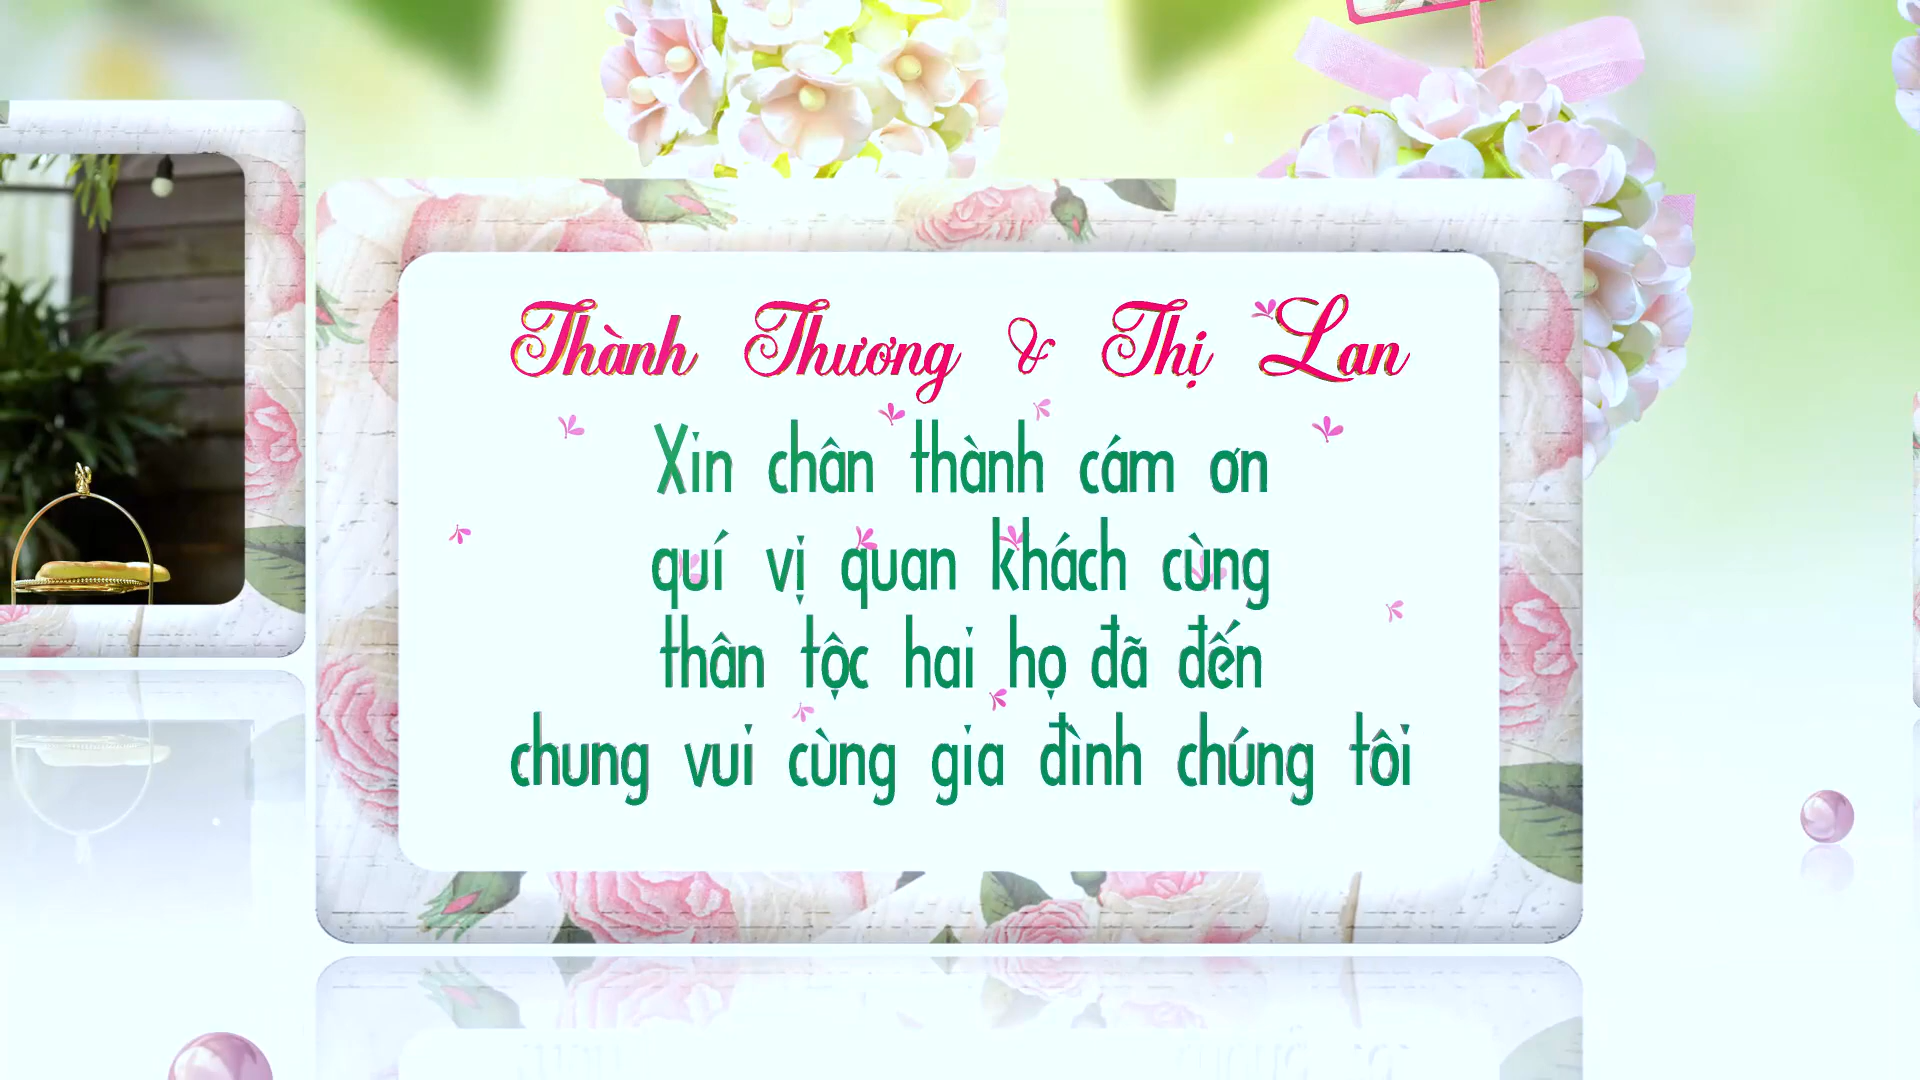 Thành Thương & Thị Lan
Xin chân thành cám ơn
quí vị quan khách cùng
thân tộc hai họ đã đến
chung vui cùng gia đình chúng tôi